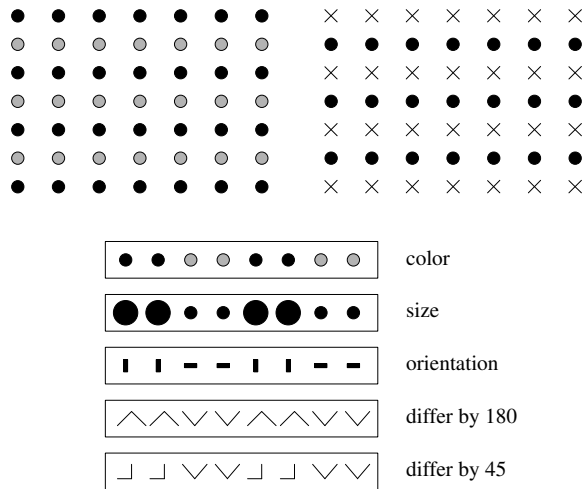 color
size
orientation
differ by 180
differ by 45